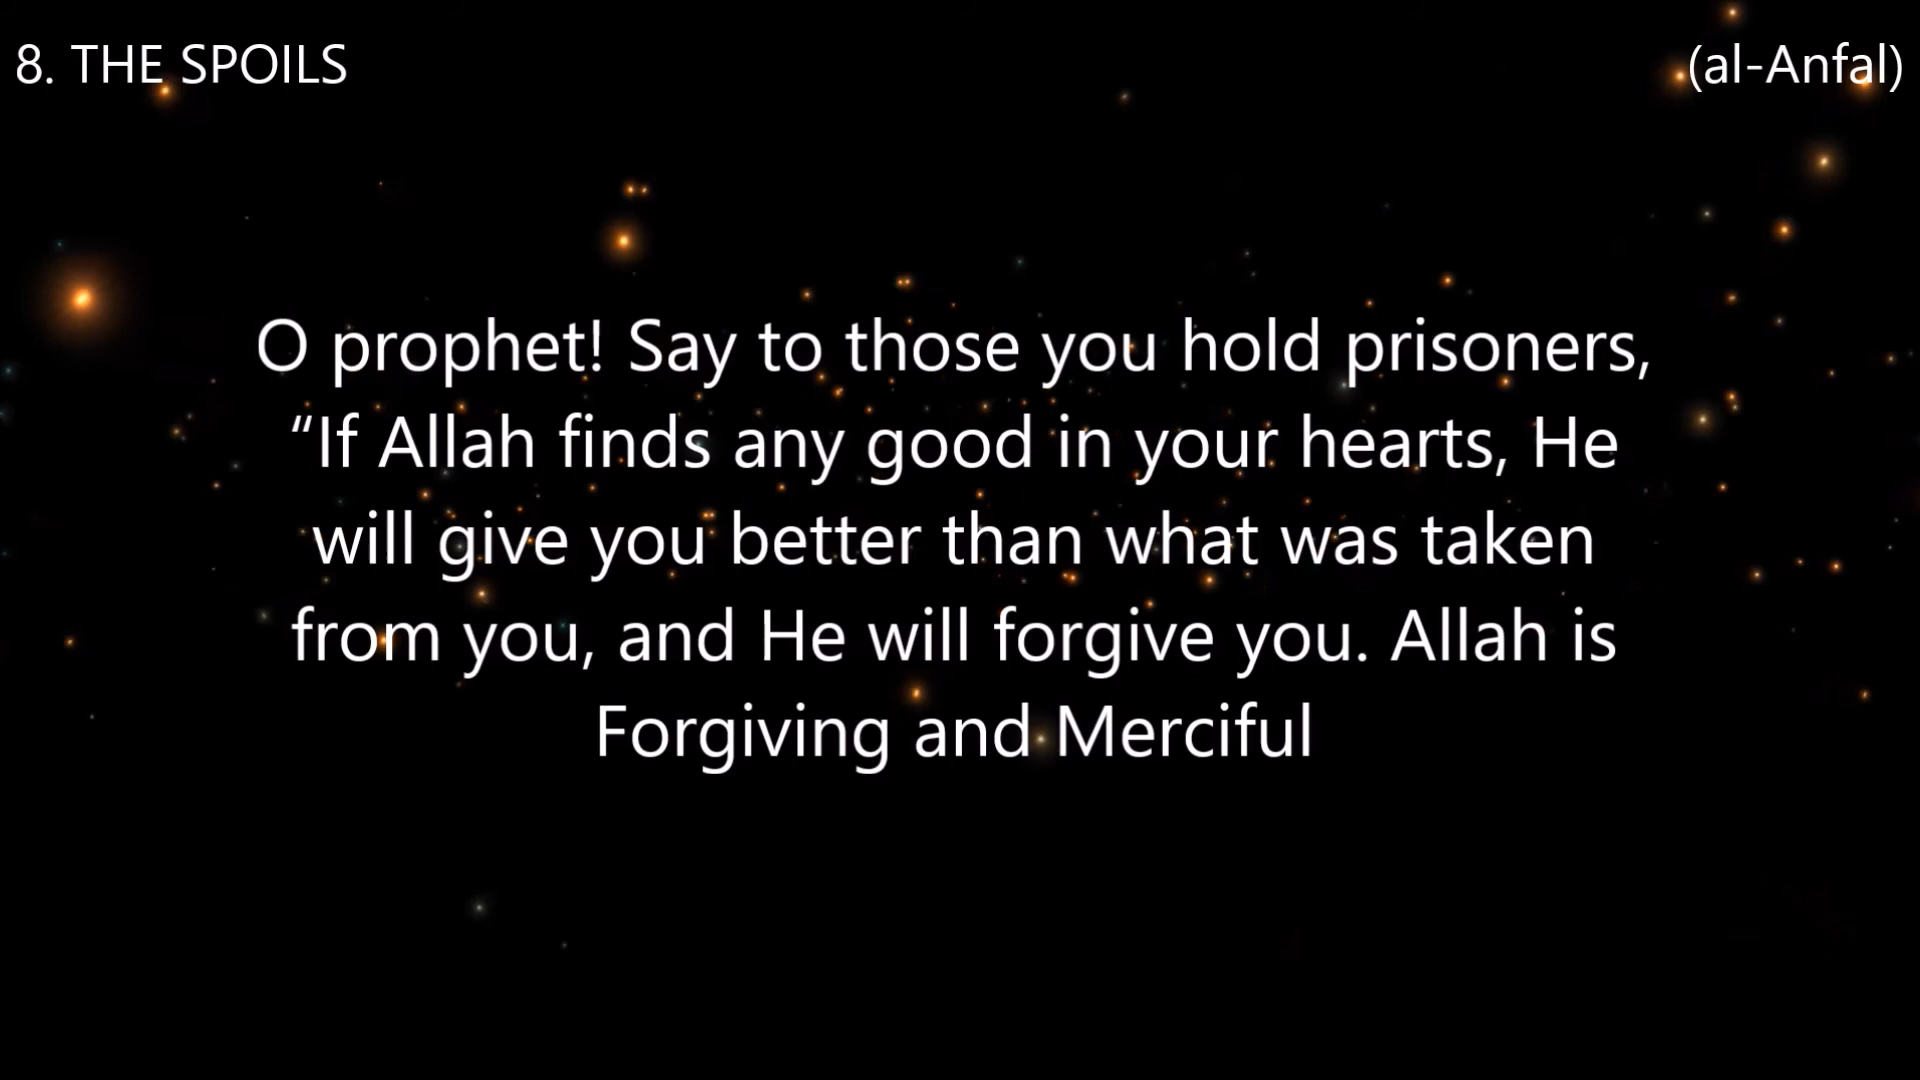 8. THE SPOILS
(al-Anfal)
O prophet! Say to those you hold prisoners,
“If Allah finds any good in your hearts, He
will give you better than what was taken
from you, and He will forgive you. Allah is
Forgiving and Merciful